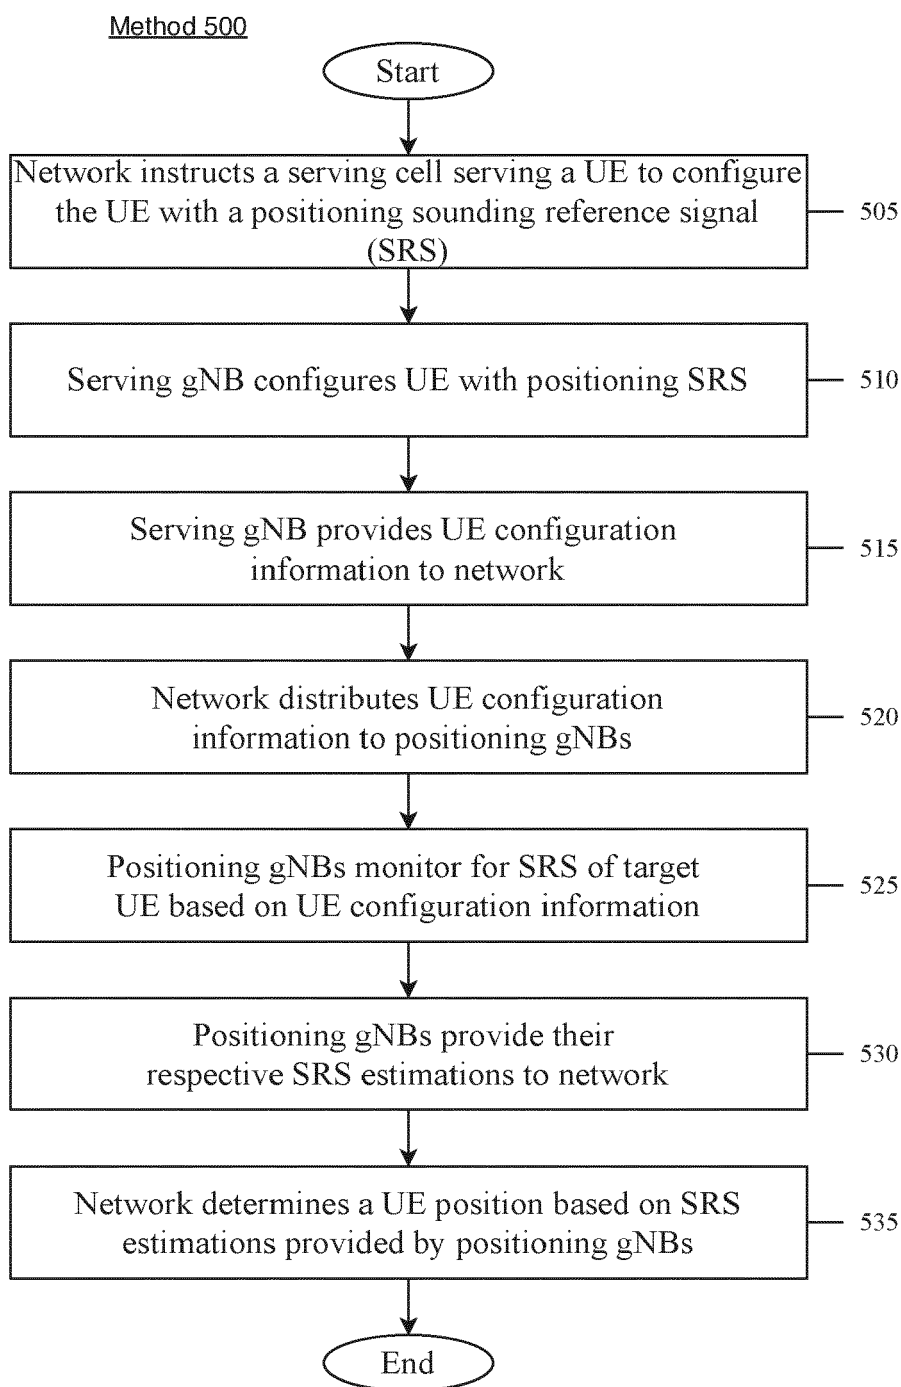 Method 500
Start
Network instructs a serving cell serving a UE to configure
the UE with a positioning sounding reference signal
(SRS)
505
Serving gNB configures UE with positioning SRS
510
Serving gNB provides UE configuration
information to network
515
Network distributes UE configuration
information to positioning gNBs
520
Positioning gNBs monitor for SRS of target
UE based on UE configuration information
525
Positioning gNBs provide their
respective SRS estimations to network
530
Network determines a UE position based on SRS
estimations provided by positioning gNBs
535
End